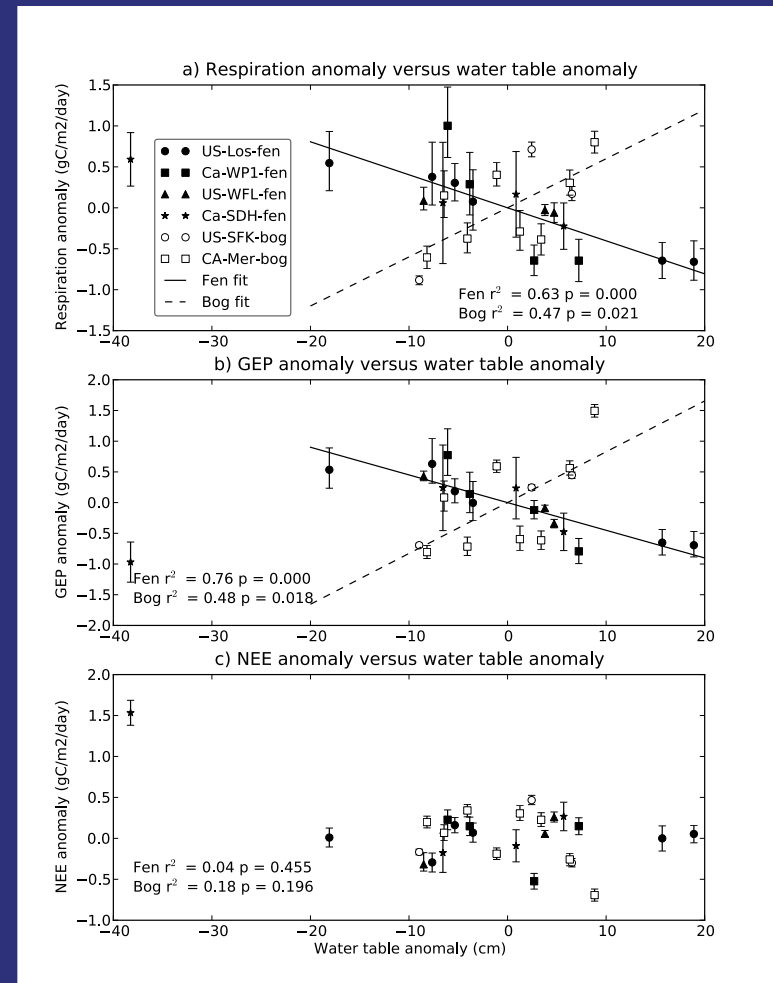 a) Respiration anomaly versus water table anomaly
Respiration anomaly (gC/m2/day)
1.5
1.0
0.5
0.0
−0.5
−1.0
−1.5
US-Los-fen
Ca-WP1-fen
US-WFL-fen
Ca-SDH-fen
US-SFK-bog
CA-Mer-bog
Fen fit
Bog fit
Fen r² = 0.63 p = 0.000
Bog r² = 0.47 p = 0.021
−40 −30 −20 −10 0 10 20
b) GEP anomaly versus water table anomaly
GEP anomaly (gC/m2/day)
2.0
1.5
1.0
0.5
0.0
−0.5
−1.0
−1.5
−2.0
Fen r² = 0.76 p = 0.000
Bog r² = 0.48 p = 0.018
−40 −30 −20 −10 0 10 20
c) NEE anomaly versus water table anomaly
NEE anomaly (gC/m2/day)
2.0
1.5
1.0
0.5
0.0
−0.5
−1.0
Fen r² = 0.04 p = 0.455
Bog r² = 0.18 p = 0.196
−40 −30 −20 −10 0 10 20
Water table anomaly (cm)